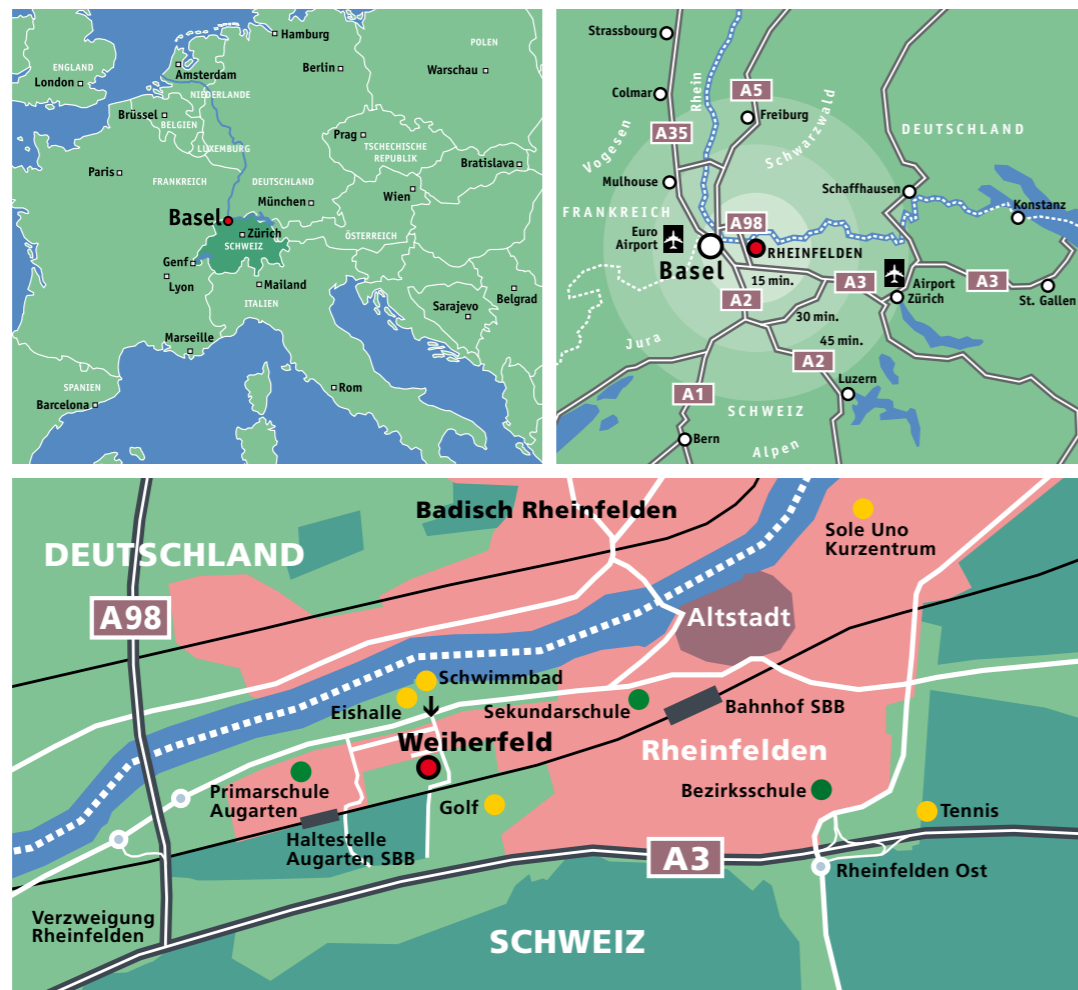 Hamburg
POLEN
ENGLAND
Amsterdam
Berlin
Warschau
London
NIEDERLANDE
Brüssel
BELGIEN
Prag
LUXEMBURG
TSCHECHISCHE
REPUBLIK
Bratislava
Paris
FRANKREICH
DEUTSCHLAND
Wien
München
Basel
Zürich
ÖSTERREICH
SCHWEIZ
Genf
Lyon
Mailand
Belgrad
ITALIEN
Sarajevo
Marseille
SPANIEN
Rom
Barcelona
Strassbourg
Rhein
A5
Colmar
Freiburg
A35
Vogesen
Schwarzwald
DEUTSCHLAND
Mulhouse
Schaffhausen
Konstanz
FRANKREICH
A98
Euro
Airport
RHEINFELDEN
Basel
15 min.
A3
Airport
Zürich
A3
St. Gallen
A2
30 min.
Jura
45 min.
A2
Luzern
A1
SCHWEIZ
Bern
Alpen
Badisch Rheinfelden
Sole Uno
Kurzentrum
DEUTSCHLAND
A98
Altstadt
Schwimmbad
Eishalle
Sekundarschule
Bahnhof SBB
Weiherfeld
Rheinfelden
Primarschule
Augarten
Bezirksschule
Golf
Tennis
Haltestelle
Augarten SBB
A3
Rheinfelden Ost
Verzweigung
Rheinfelden
SCHWEIZ